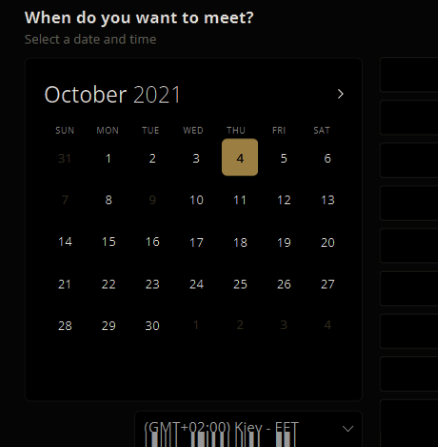 When do you want to meet?
Select a date and time
October 2021
SUN MON TUE WED THU FRI SAT
31 1 2 3 4 5 6
7 8 9 10 11 12 13
14 15 16 17 18 19 20
21 22 23 24 25 26 27
28 29 30 1 2 3 4
(GMT+02:00) Kiev - EET